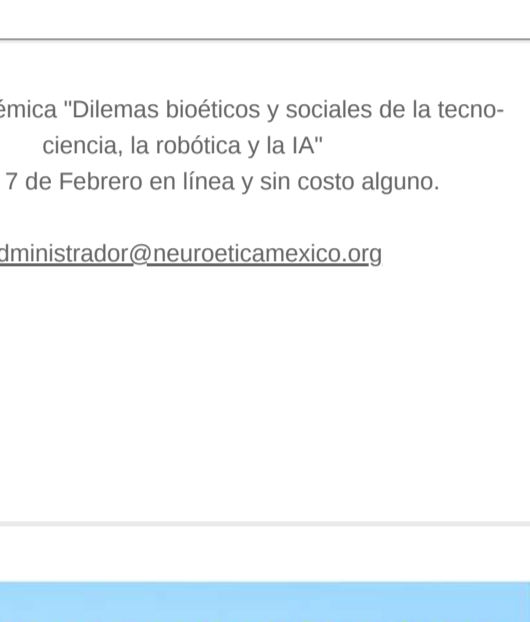 émica "Dilemas bioéticos y sociales de la tecno-
ciencia, la robótica y la IA"
7 de Febrero en línea y sin costo alguno.
dministrador@neuroeticamexico.org